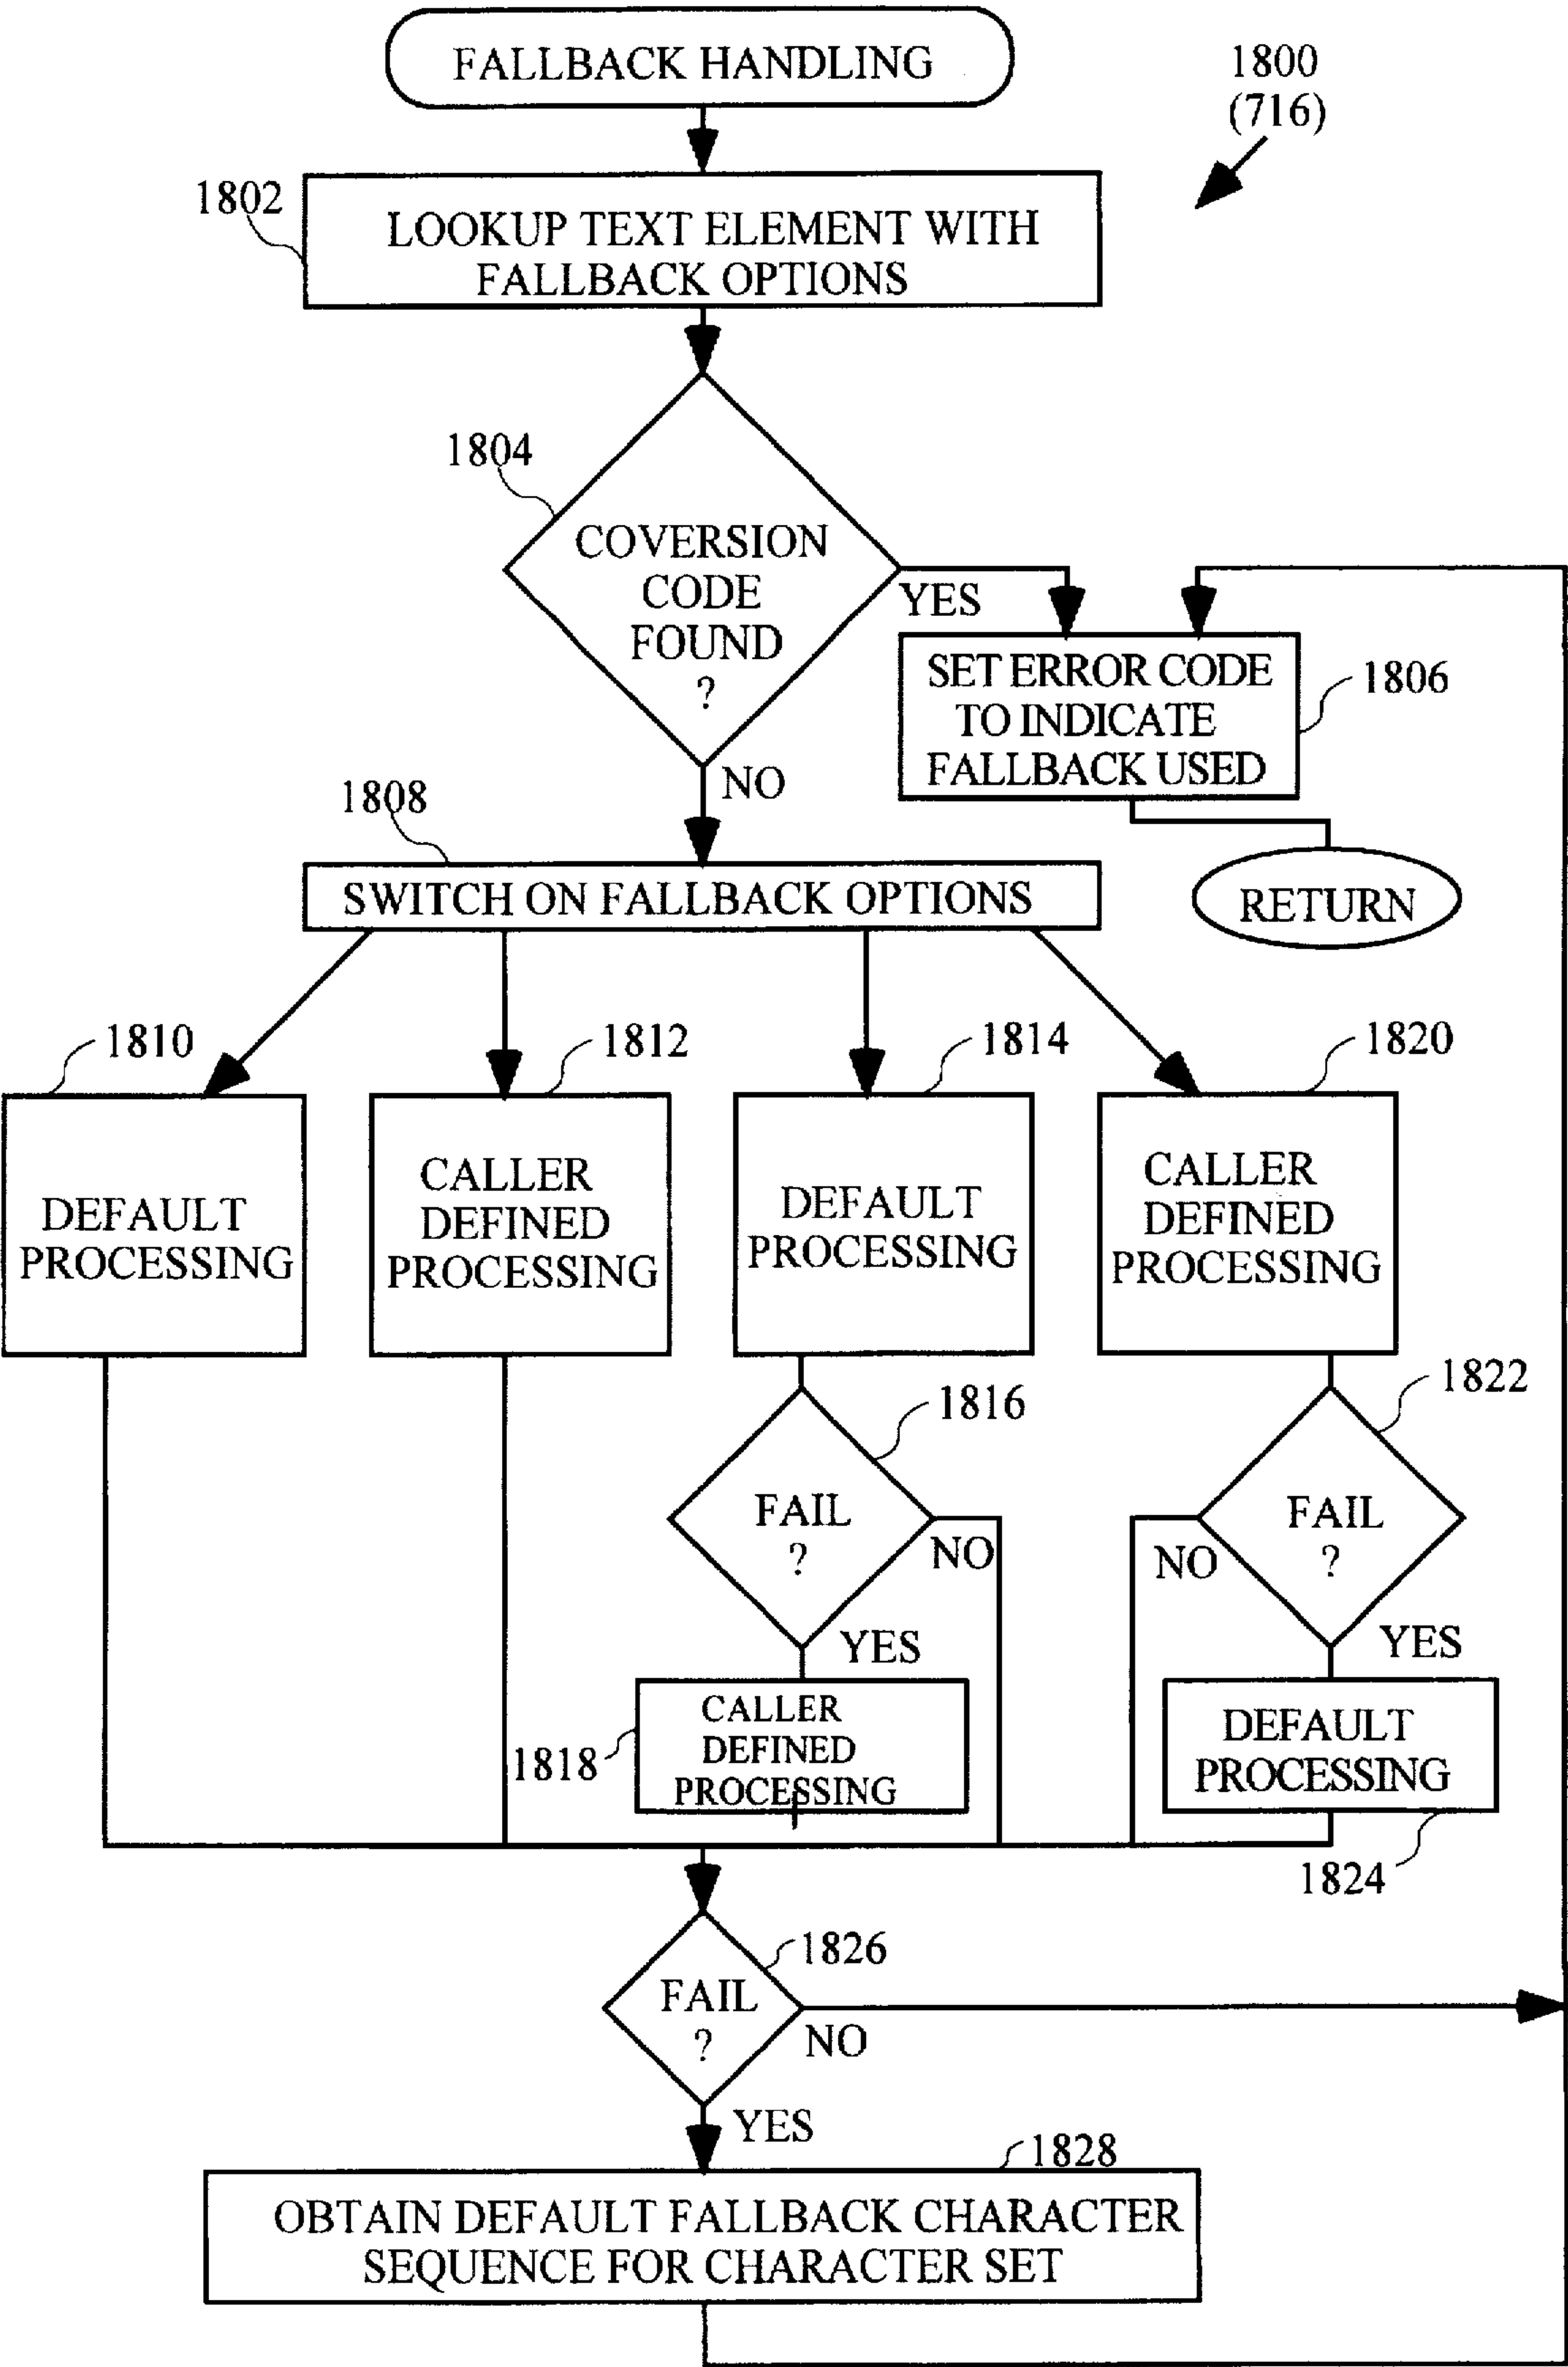 FALLBACK HANDLING
1800
(716)
1802
LOOKUP TEXT ELEMENT WITH
FALLBACK OPTIONS
1804
COVERSION
CODE
FOUND
?
YES
NO
SET ERROR CODE
TO INDICATE
FALLBACK USED
1806
RETURN
1808
SWITCH ON FALLBACK OPTIONS
1810
DEFAULT
PROCESSING
1812
CALLER
DEFINED
PROCESSING
1814
DEFAULT
PROCESSING
1820
CALLER
DEFINED
PROCESSING
1816
FAIL
?
NO
YES
1822
FAIL
?
NO
YES
1818
CALLER
DEFINED
PROCESSING
DEFAULT
PROCESSING
1824
1826
FAIL
?
NO
YES
1828
OBTAIN DEFAULT FALLBACK CHARACTER
SEQUENCE FOR CHARACTER SET